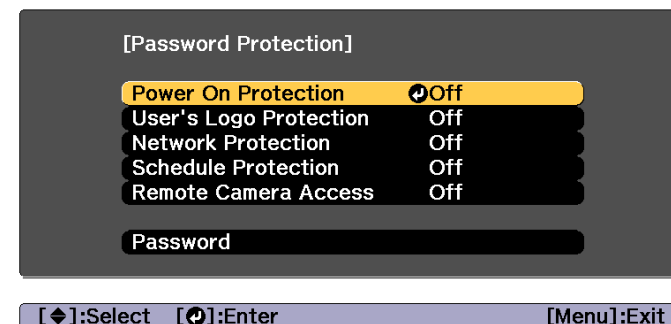 [Password Protection]
Power On Protection Off
User's Logo Protection Off
Network Protection Off
Schedule Protection Off
Remote Camera Access Off
Password
[ ]:Select [ ]:Enter [Menu]:Exit